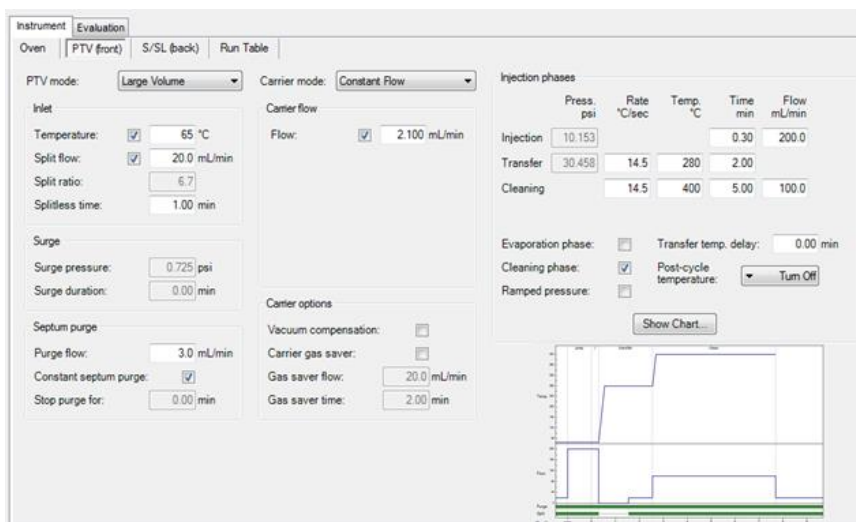 Instrument Evaluation
Oven PTV (front) S/SL (back) Run Table
PTV mode: Large Volume
Inlet
Temperature: 65 °C
Split flow: 20.0 mL/min
Split ratio: 6.7
Splitless time: 1.00 min
Surge
Surge pressure: 0.725 psi
Surge duration: 0.00 min
Septum purge
Purge flow: 3.0 mL/min
Constant septum purge:
Stop purge for: 0.00 min
Carrier mode: Constant Flow
Carrier flow
Flow: 2.100 mL/min
Carrier options
Vacuum compensation:
Carrier gas saver:
Gas saver flow: 20.0 mL/min
Gas saver time: 2.00 min
Injection phases
Press. Rate Temp. Time Flow
psi °C/sec °C min mL/min
Injection 10.153 0.30 200.0
Transfer 30.458 14.5 280 2.00
Cleaning 14.5 400 5.00 100.0
Evaporation phase: Transfer temp. delay: 0.00 min
Cleaning phase: Post-cycle temperature: Turn Off
Ramped pressure:
Show Chart...